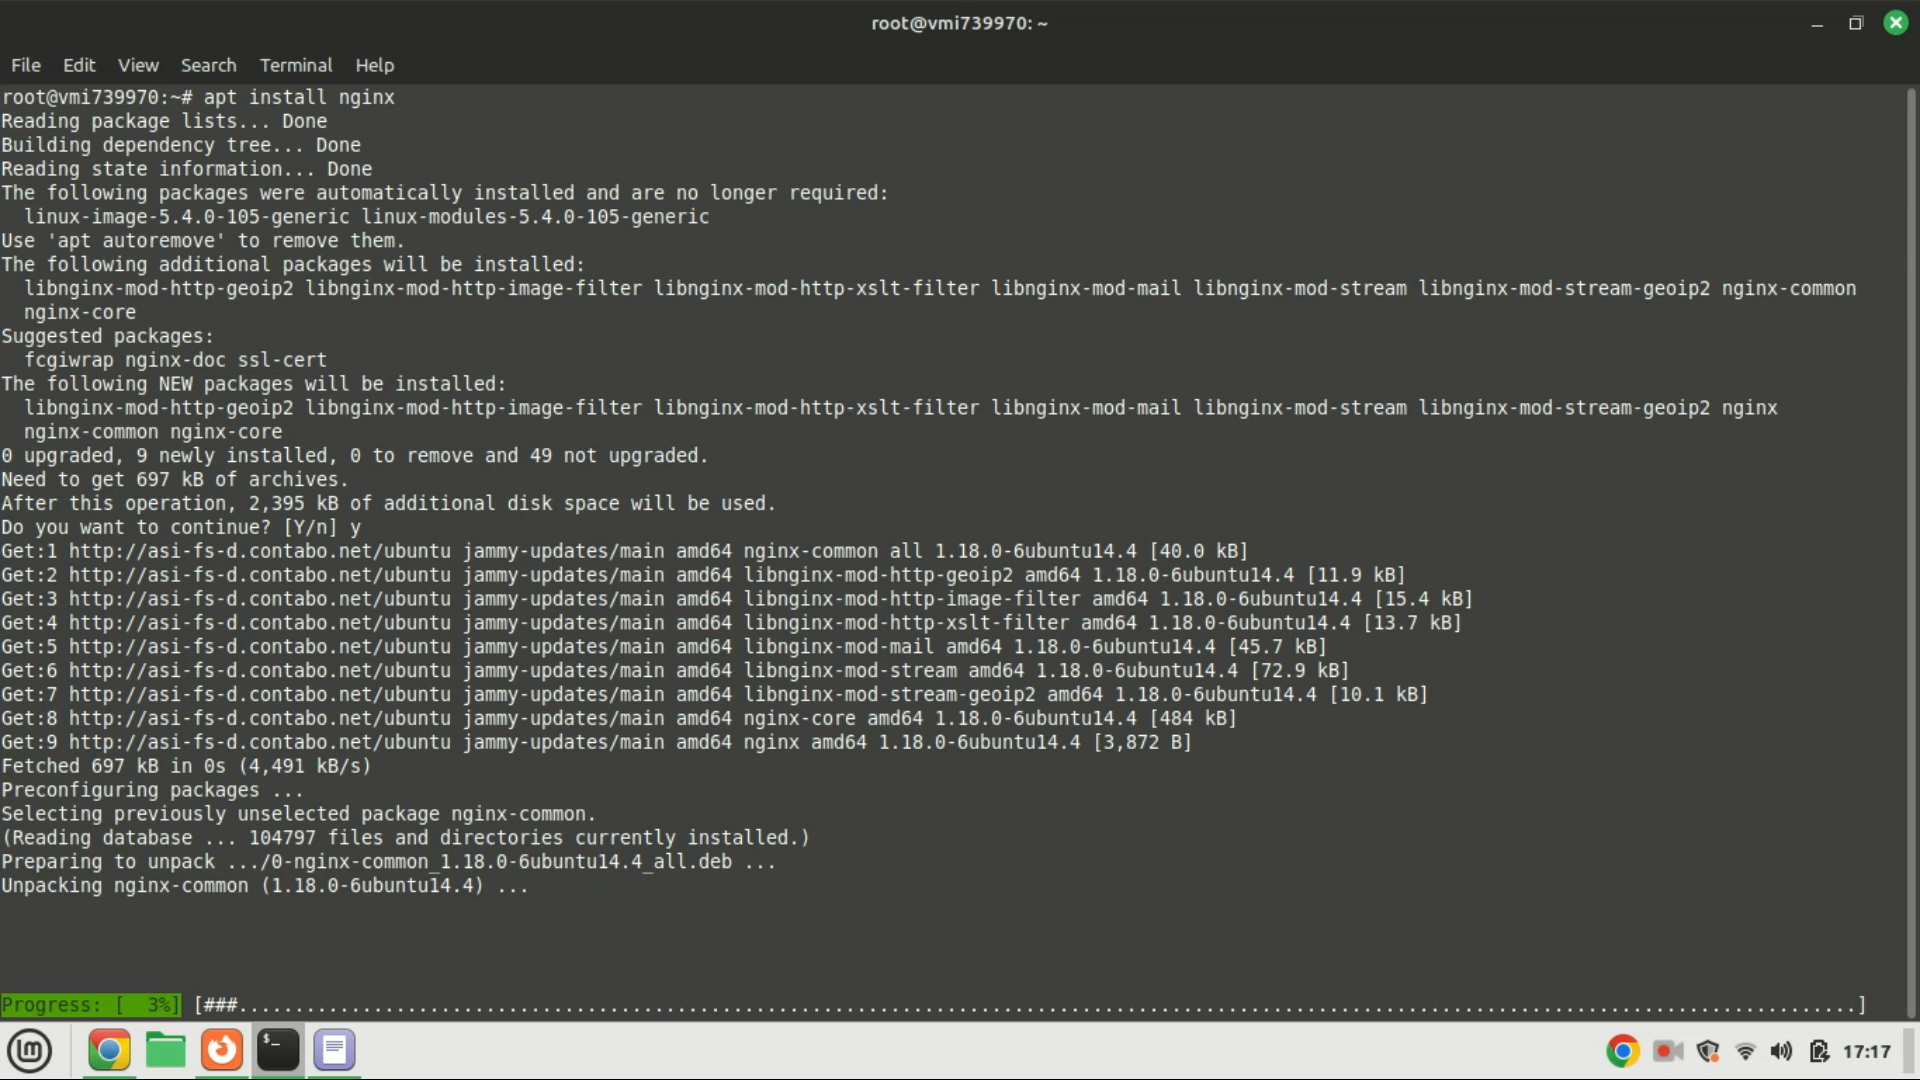 root@vmi739970: ~
File Edit View Search Terminal Help
root@vmi739970:~# apt install nginx
Reading package lists... Done
Building dependency tree... Done
Reading state information... Done
The following packages were automatically installed and are no longer required:
  linux-image-5.4.0-105-generic linux-modules-5.4.0-105-generic
Use 'apt autoremove' to remove them.
The following additional packages will be installed:
  libnginx-mod-http-geoip2 libnginx-mod-http-image-filter libnginx-mod-http-xslt-filter libnginx-mod-mail libnginx-mod-stream libnginx-mod-stream-geoip2 nginx-common
  nginx-core
Suggested packages:
  fcgiwrap nginx-doc ssl-cert
The following NEW packages will be installed:
  libnginx-mod-http-geoip2 libnginx-mod-http-image-filter libnginx-mod-http-xslt-filter libnginx-mod-mail libnginx-mod-stream libnginx-mod-stream-geoip2 nginx
  nginx-common nginx-core
0 upgraded, 9 newly installed, 0 to remove and 49 not upgraded.
Need to get 697 kB of archives.
After this operation, 2,395 kB of additional disk space will be used.
Do you want to continue? [Y/n] y
Get:1 http://asi-fs-d.contabo.net/ubuntu jammy-updates/main amd64 nginx-common all 1.18.0-6ubuntu14.4 [40.0 kB]
Get:2 http://asi-fs-d.contabo.net/ubuntu jammy-updates/main amd64 libnginx-mod-http-geoip2 amd64 1.18.0-6ubuntu14.4 [11.9 kB]
Get:3 http://asi-fs-d.contabo.net/ubuntu jammy-updates/main amd64 libnginx-mod-http-image-filter amd64 1.18.0-6ubuntu14.4 [15.4 kB]
Get:4 http://asi-fs-d.contabo.net/ubuntu jammy-updates/main amd64 libnginx-mod-http-xslt-filter amd64 1.18.0-6ubuntu14.4 [13.7 kB]
Get:5 http://asi-fs-d.contabo.net/ubuntu jammy-updates/main amd64 libnginx-mod-mail amd64 1.18.0-6ubuntu14.4 [45.7 kB]
Get:6 http://asi-fs-d.contabo.net/ubuntu jammy-updates/main amd64 libnginx-mod-stream amd64 1.18.0-6ubuntu14.4 [72.9 kB]
Get:7 http://asi-fs-d.contabo.net/ubuntu jammy-updates/main amd64 libnginx-mod-stream-geoip2 amd64 1.18.0-6ubuntu14.4 [10.1 kB]
Get:8 http://asi-fs-d.contabo.net/ubuntu jammy-updates/main amd64 nginx-core amd64 1.18.0-6ubuntu14.4 [484 kB]
Get:9 http://asi-fs-d.contabo.net/ubuntu jammy-updates/main amd64 nginx amd64 1.18.0-6ubuntu14.4 [3,872 B]
Fetched 697 kB in 0s (4,491 kB/s)
Preconfiguring packages ...
Selecting previously unselected package nginx-common.
(Reading database ... 104797 files and directories currently installed.)
Preparing to unpack .../0-nginx-common_1.18.0-6ubuntu14.4_all.deb ...
Unpacking nginx-common (1.18.0-6ubuntu14.4) ...
Progress: [  3%] [###................................................................................................................................................]
$_ 17:17